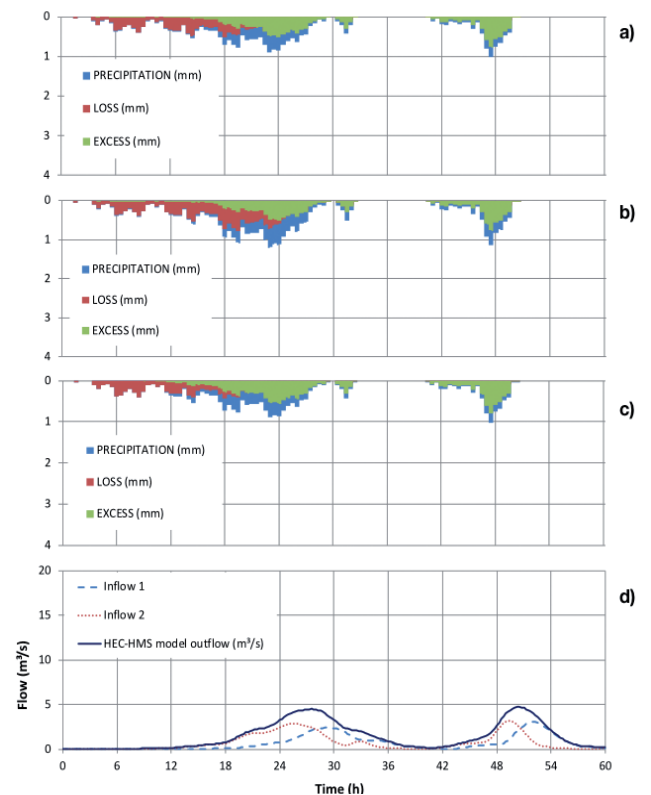 0
a)
1
PRECIPITATION (mm)
2
LOSS (mm)
3
EXCESS (mm)
4
0
b)
1
PRECIPITATION (mm)
2
LOSS (mm)
3
EXCESS (mm)
4
0
c)
1
PRECIPITATION (mm)
2
LOSS (mm)
3
EXCESS (mm)
4
20
d)
Inflow 1
15
Inflow 2
HEC-HMS model outflow (m³/s)
10
5
0
Flow (m³/s)
0 6 12 18 24 30 36 42 48 54 60
Time (h)